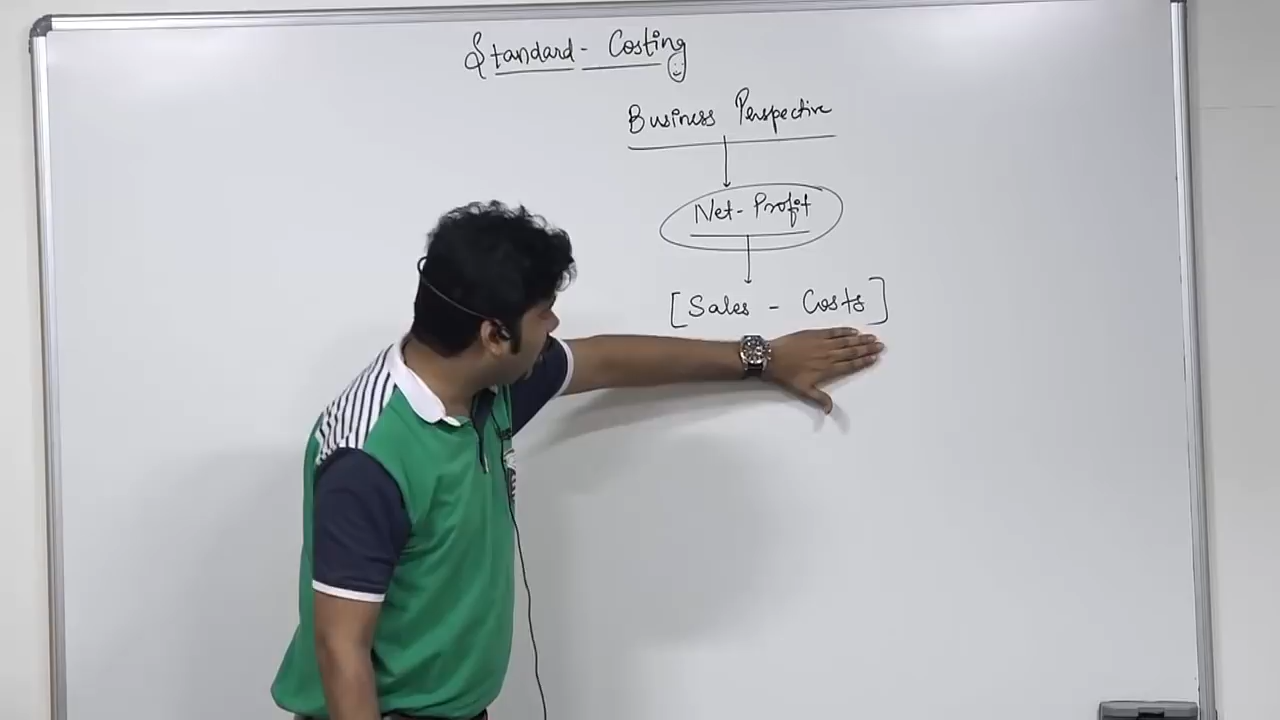 Standard- Costing
Business Perspective
Net-Profit
[Sales - Costs]